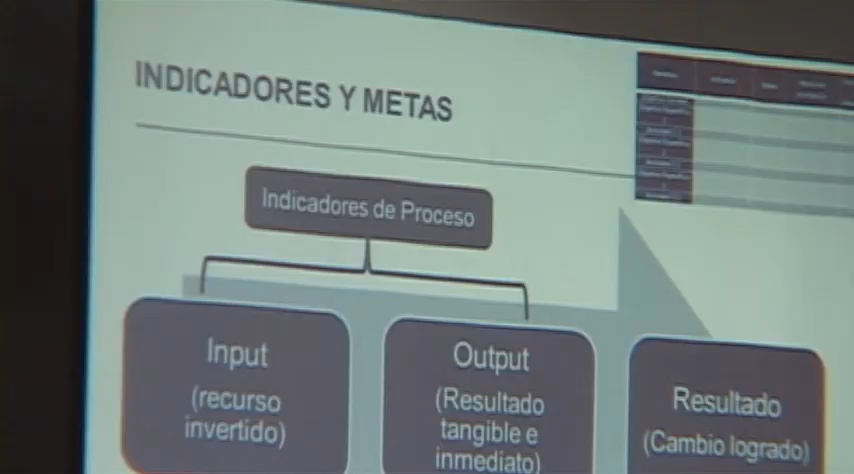 INDICADORES Y METAS
Indicadores de Proceso
Input
(recurso
invertido)
Output
(Resultado
tangible e
inmediato)
Resultado
(Cambio logrado)